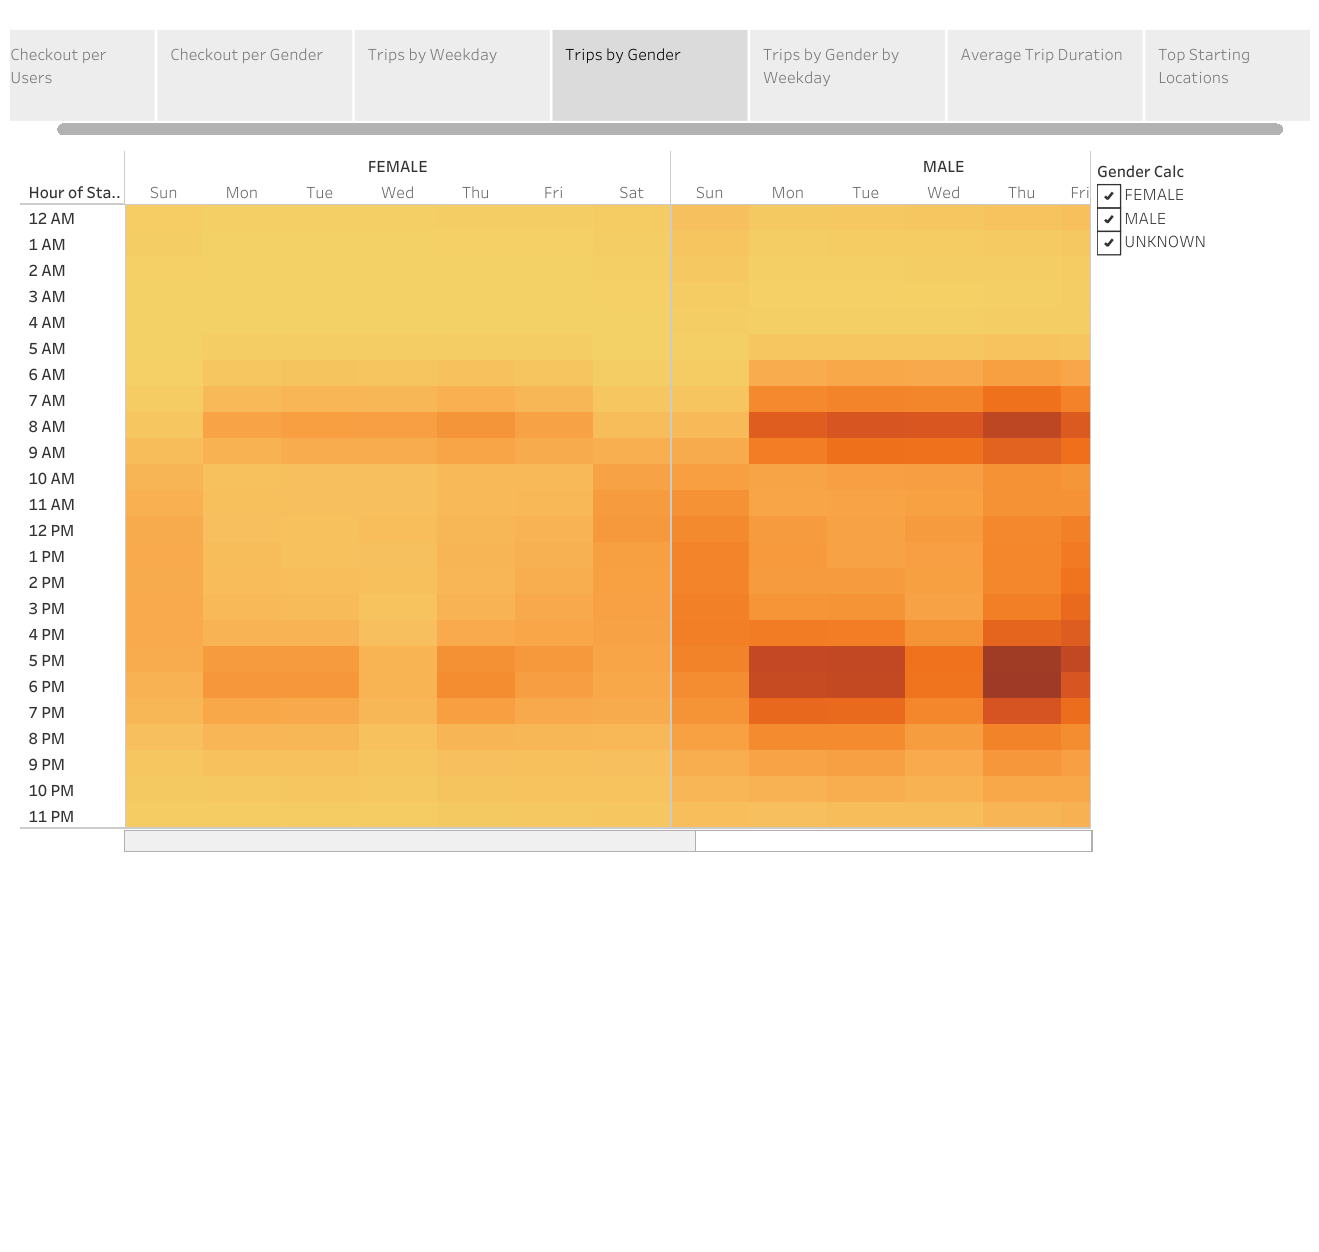 Checkout per
Users
Checkout per Gender
Trips by Weekday
Trips by Gender
Trips by Gender by
Weekday
Average Trip Duration
Top Starting
Locations
FEMALE MALE
Hour of Sta.. Sun Mon Tue Wed Thu Fri Sat Sun Mon Tue Wed Thu Fri
12 AM
1 AM
2 AM
3 AM
4 AM
5 AM
6 AM
7 AM
8 AM
9 AM
10 AM
11 AM
12 PM
1 PM
2 PM
3 PM
4 PM
5 PM
6 PM
7 PM
8 PM
9 PM
10 PM
11 PM
Gender Calc
FEMALE
MALE
UNKNOWN